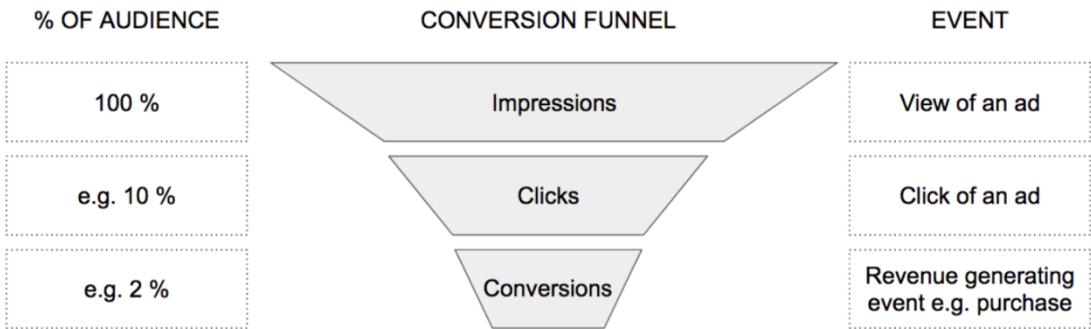 % OF AUDIENCE CONVERSION FUNNEL EVENT
100 % Impressions View of an ad
e.g. 10 % Clicks Click of an ad
e.g. 2 % Conversions Revenue generating
event e.g. purchase